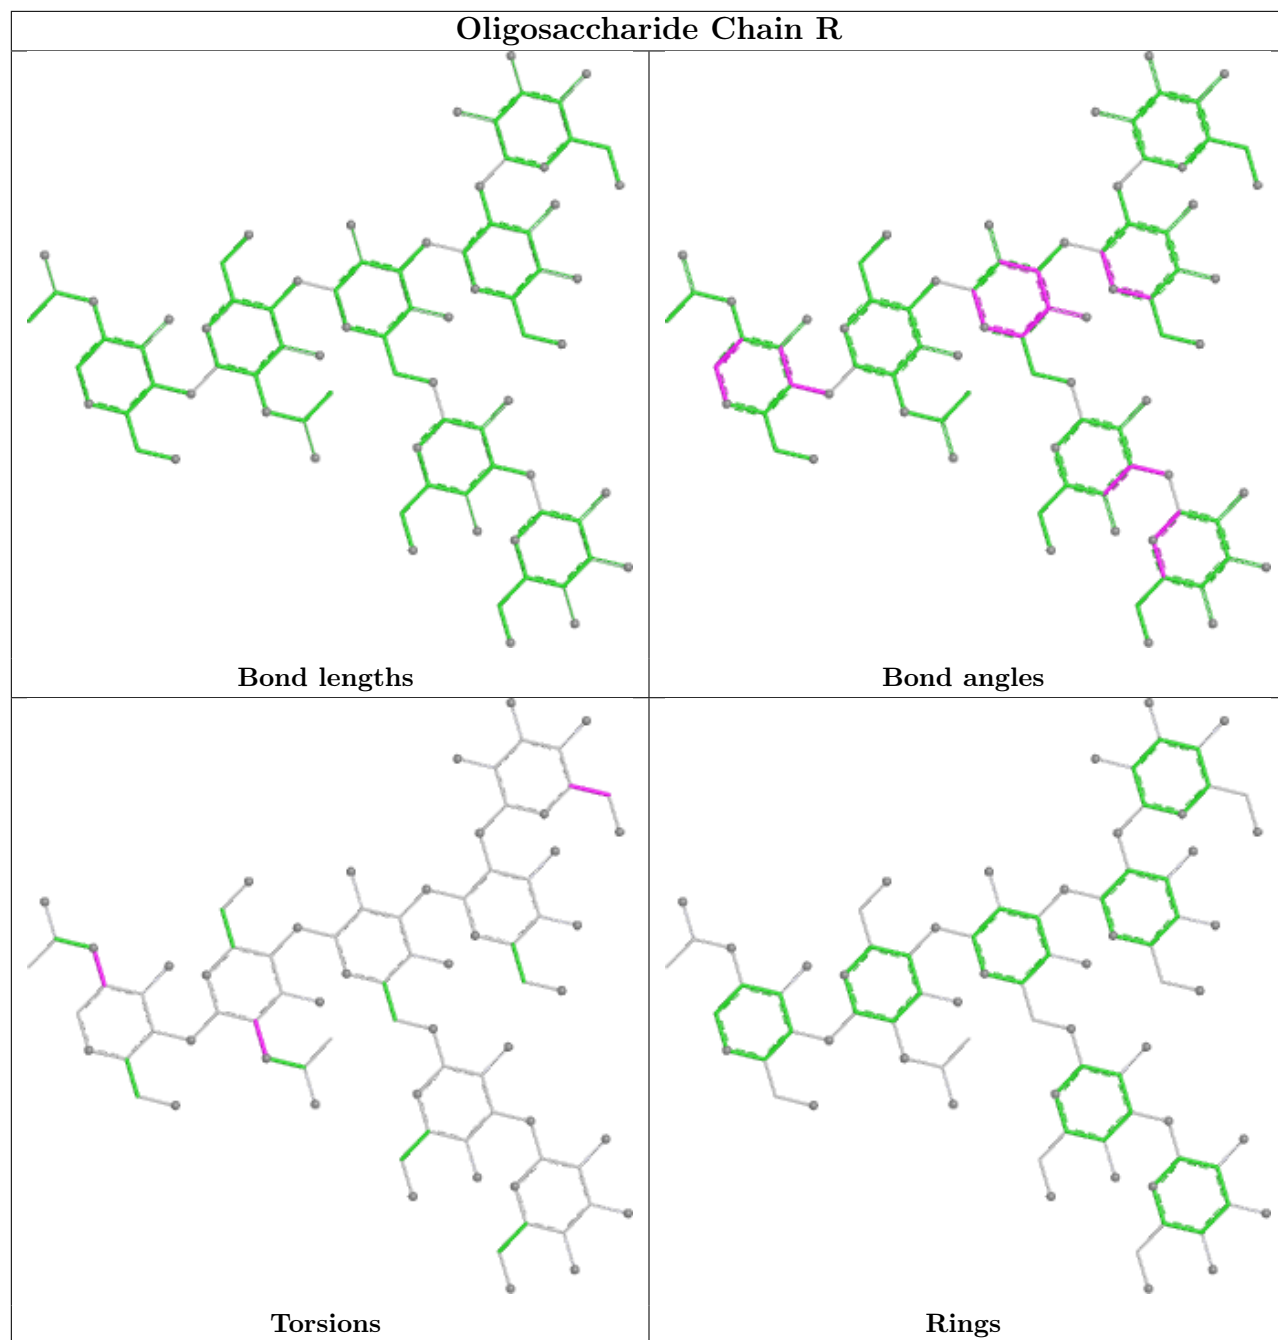 Oligosaccharide Chain R
Bond lengths
Bond angles
Torsions
Rings